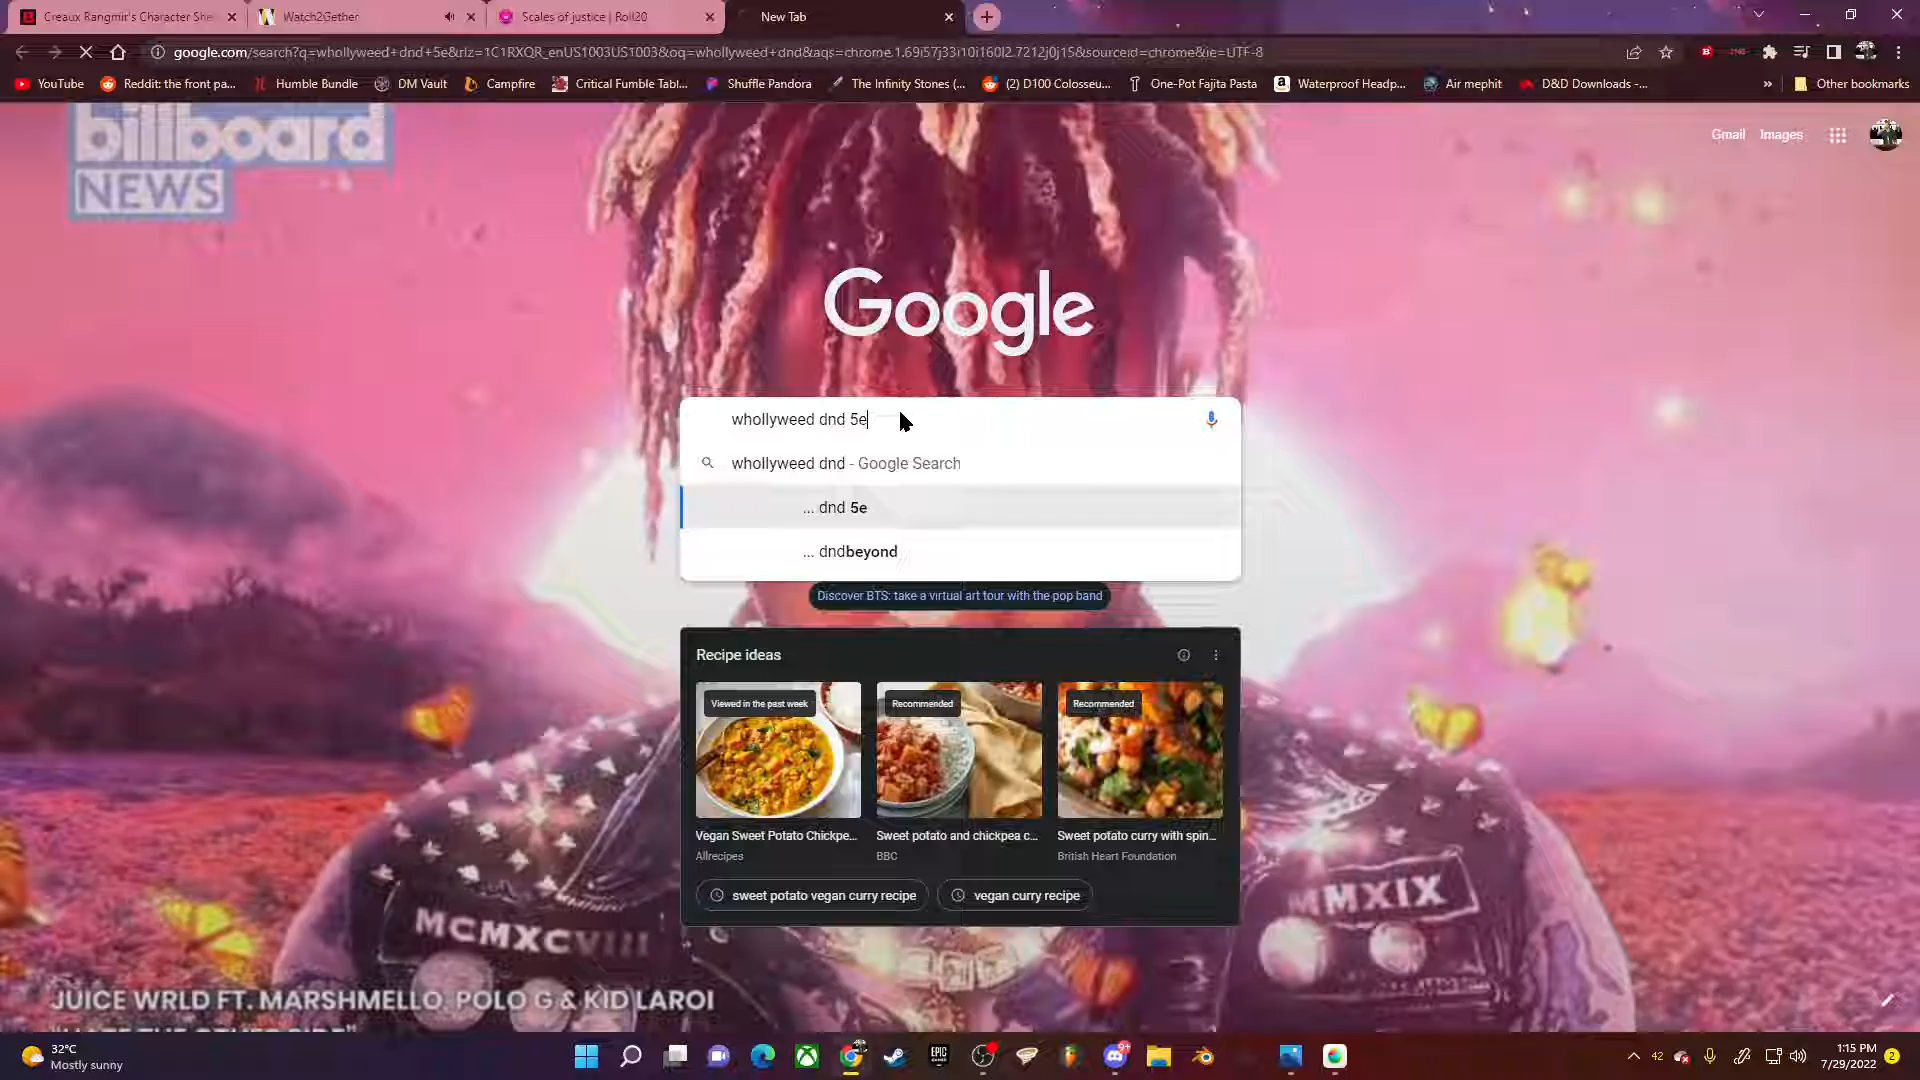 Creaux Rangmir's Character She
Watch2Gether
Scales of justice | Roll20
New Tab
google.com/search?q=whollyweed+dnd+5e&rlz=1C1RXQR_enUS1003US1003&oq=whollyweed+dnd&aqs=chrome.1.69i57j33i10i160l2.7212j0j15&sourceid=chrome&ie=UTF-8
YouTube
Reddit: the front pa...
Humble Bundle
DM Vault
Campfire
Critical Fumble Tabl...
Shuffle Pandora
The Infinity Stones (...
(2) D100 Colosseu...
One-Pot Fajita Pasta
Waterproof Headp...
Air mephit
D&D Downloads -...
»
Other bookmarks
billboard
NEWS
Gmail
Images
Google
whollyweed dnd 5e
whollyweed dnd - Google Search
... dnd 5e
... dndbeyond
Discover BTS: take a virtual art tour with the pop band
Recipe ideas
Viewed in the past week
Recommended
Recommended
Vegan Sweet Potato Chickpe...
Sweet potato and chickpea c...
Sweet potato curry with spin...
Allrecipes
BBC
British Heart Foundation
sweet potato vegan curry recipe
vegan curry recipe
MCMXCVIII
MMXIX
JUICE WRLD FT. MARSHMELLO, POLO G & KID LAROI
32°C
Mostly sunny
EPIC
9+
42
1:15 PM
7/29/2022
2